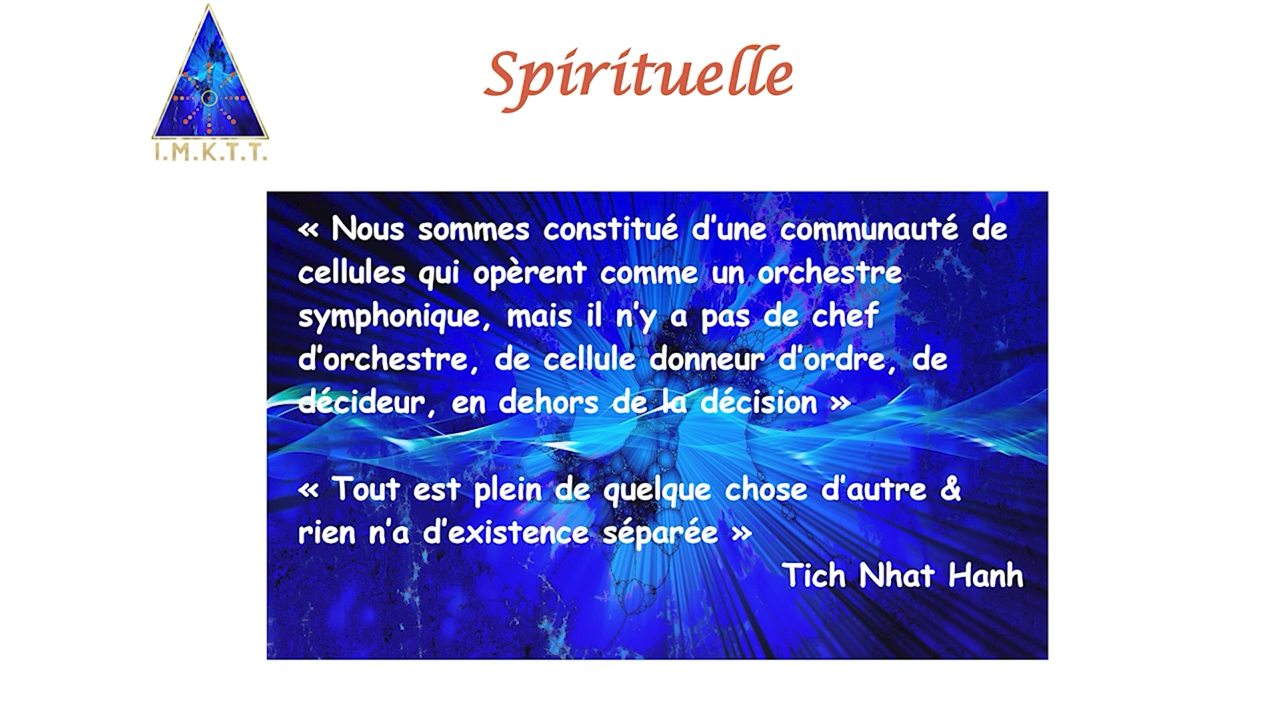 Spirituelle
I.M.K.T.T.
« Nous sommes constitué d'une communauté de
cellules qui opèrent comme un orchestre
symphonique, mais il n'y a pas de chef
d'orchestre, de cellule donneur d'ordre, de
décideur, en dehors de la décision »
« Tout est plein de quelque chose d'autre &
rien n'a d'existence séparée »
Tich Nhat Hanh